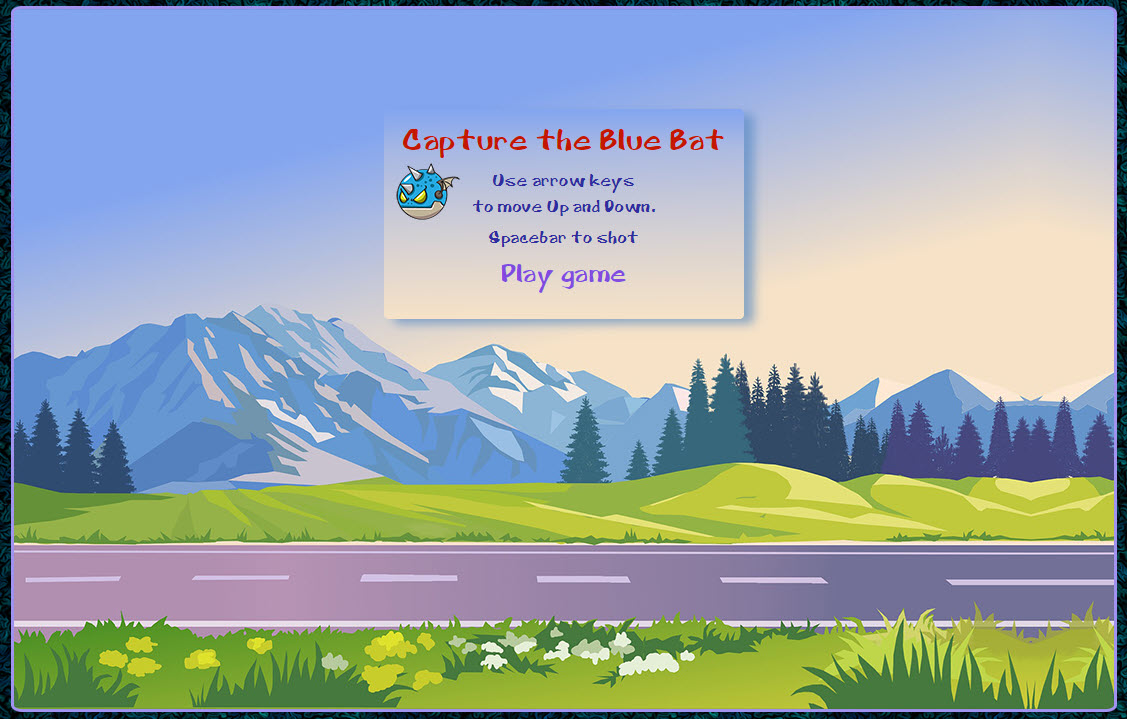 Capture the Blue Bat
Use arrow keys
to move Up and Down.
Spacebar to shot
Play game